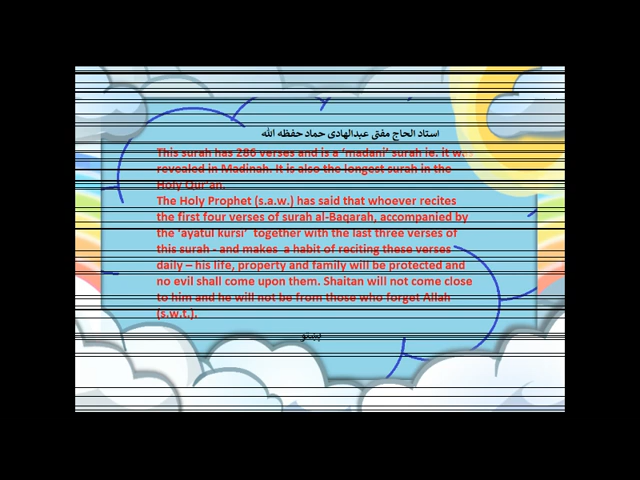 استاد الحاج مفتی عبدالهادی حماد حفظه الله
This surah has 286 verses and is a 'madani' surah ie. it was
revealed in Madinah. It is also the longest surah in the
Holy Qur'an.
The Holy Prophet (s.a.w.) has said that whoever recites
the first four verses of surah al-Baqarah, accompanied by
the 'ayatul kursi' together with the last three verses of
this surah - and makes a habit of reciting these verses
daily – his life, property and family will be protected and
no evil shall come upon them. Shaitan will not come close
to him and he will not be from those who forget Allah
(s.w.t.).
پښتو